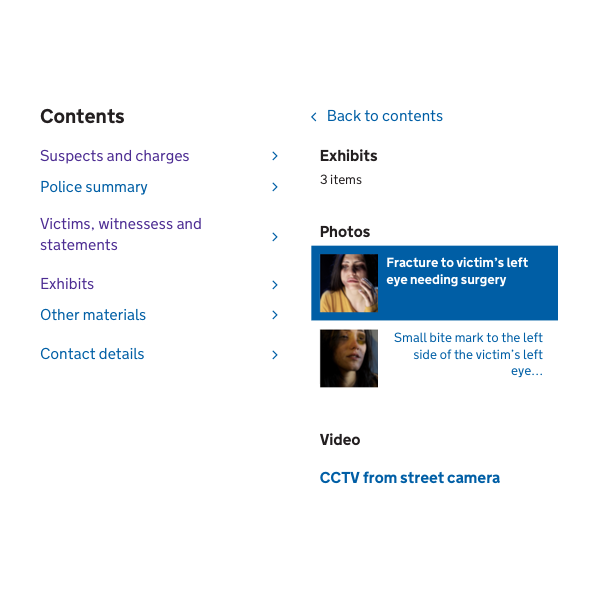 Contents
Suspects and charges
Police summary
Victims, witnessess and
statements
Exhibits
Other materials
Contact details
Back to contents
Exhibits
3 items
Photos
Fracture to victim's left
eye needing surgery
Small bite mark to the left
side of the victim's left
eye…
Video
CCTV from street camera